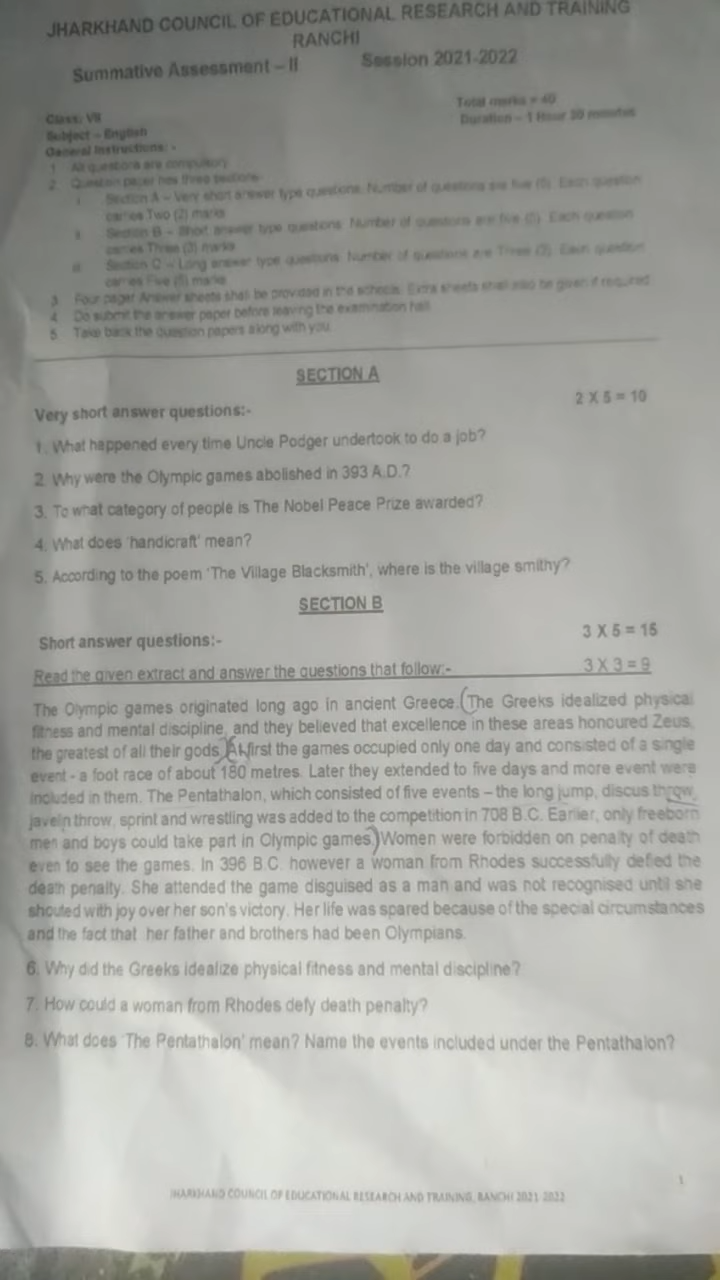 JHARKHAND COUNCIL OF EDUCATIONAL RESEARCH AND TRAINING
RANCHI
Summative Assessment – II Session 2021-2022
Total marks = 40
Class: VII
Duration – 1 Hour 30 minutes
Subject – English
General Instructions: -
1. All questions are compulsory
2. Question paper has three sections
i. Section A – Very short answer type questions. Number of questions are five (5). Each question
carries Two (2) marks
ii. Section B – Short answer type questions. Number of questions are five (5). Each question
carries Three (3) marks
iii. Section C – Long answer type questions. Number of questions are Three (3). Each question
carries Five (5) marks
3. Four pager Answer sheets shall be provided in the schools. Extra sheets shall also be given if required.
4. Do submit the answer paper before leaving the examination hall.
5. Take back the question papers along with you.
SECTION A
Very short answer questions:- 2 X 5 = 10
1. What happened every time Uncle Podger undertook to do a job?
2. Why were the Olympic games abolished in 393 A.D.?
3. To what category of people is The Nobel Peace Prize awarded?
4. What does 'handicraft' mean?
5. According to the poem 'The Village Blacksmith', where is the village smithy?
SECTION B
Short answer questions:- 3 X 5 = 15
Read the given extract and answer the questions that follow:- 3 X 3 = 9
The Olympic games originated long ago in ancient Greece. The Greeks idealized physical
fitness and mental discipline, and they believed that excellence in these areas honoured Zeus,
the greatest of all their gods. At first the games occupied only one day and consisted of a single
event - a foot race of about 180 metres. Later they extended to five days and more event were
included in them. The Pentathalon, which consisted of five events – the long jump, discus throw,
javelin throw, sprint and wrestling was added to the competition in 708 B.C. Earlier, only freeborn
men and boys could take part in Olympic games. Women were forbidden on penalty of death
even to see the games. In 396 B.C. however a woman from Rhodes successfully defied the
death penalty. She attended the game disguised as a man and was not recognised until she
shouted with joy over her son's victory. Her life was spared because of the special circumstances
and the fact that her father and brothers had been Olympians.
6. Why did the Greeks idealize physical fitness and mental discipline?
7. How could a woman from Rhodes defy death penalty?
8. What does 'The Pentathalon' mean? Name the events included under the Pentathalon?
1
JHARKHAND COUNCIL OF EDUCATIONAL RESEARCH AND TRAINING, RANCHI 2021-2022